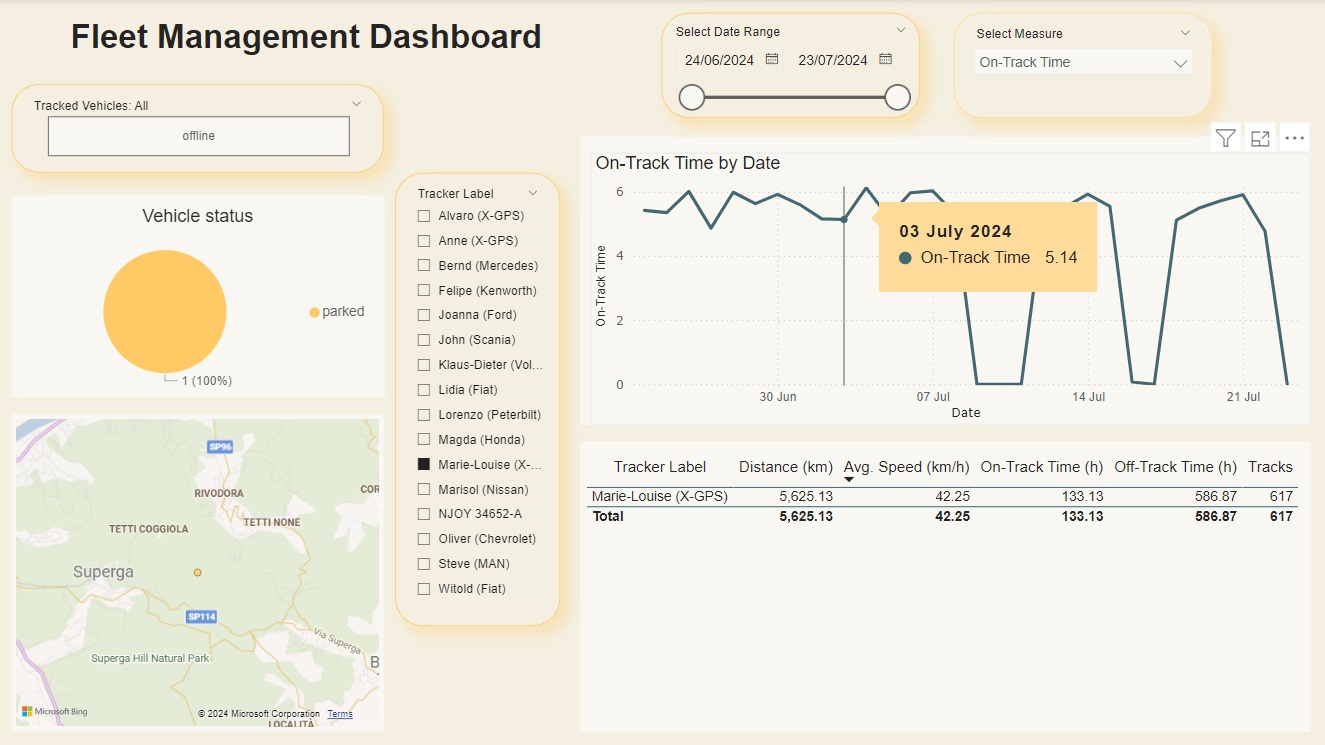 Fleet Management Dashboard
Select Date Range
24/06/2024
23/07/2024
Select Measure
On-Track Time
Tracked Vehicles: All
offline
Vehicle status
parked
1 (100%)
SP96
RIVODORA
COR
TETTI COGGIOLA
TETTI NONE
Superga
SP114
Via Superga
Superga Hill Natural Park
B
Microsoft Bing
© 2024 Microsoft Corporation Terms
LOCALITÀ
Tracker Label
Alvaro (X-GPS)
Anne (X-GPS)
Bernd (Mercedes)
Felipe (Kenworth)
Joanna (Ford)
John (Scania)
Klaus-Dieter (Vol...
Lidia (Fiat)
Lorenzo (Peterbilt)
Magda (Honda)
Marie-Louise (X-...
Marisol (Nissan)
NJOY 34652-A
Oliver (Chevrolet)
Steve (MAN)
Witold (Fiat)
On-Track Time by Date
On-Track Time
6
4
2
0
03 July 2024
On-Track Time 5.14
30 Jun
07 Jul
14 Jul
21 Jul
Date
Tracker Label Distance (km) Avg. Speed (km/h) On-Track Time (h) Off-Track Time (h) Tracks
Marie-Louise (X-GPS) 5,625.13 42.25 133.13 586.87 617
Total 5,625.13 42.25 133.13 586.87 617